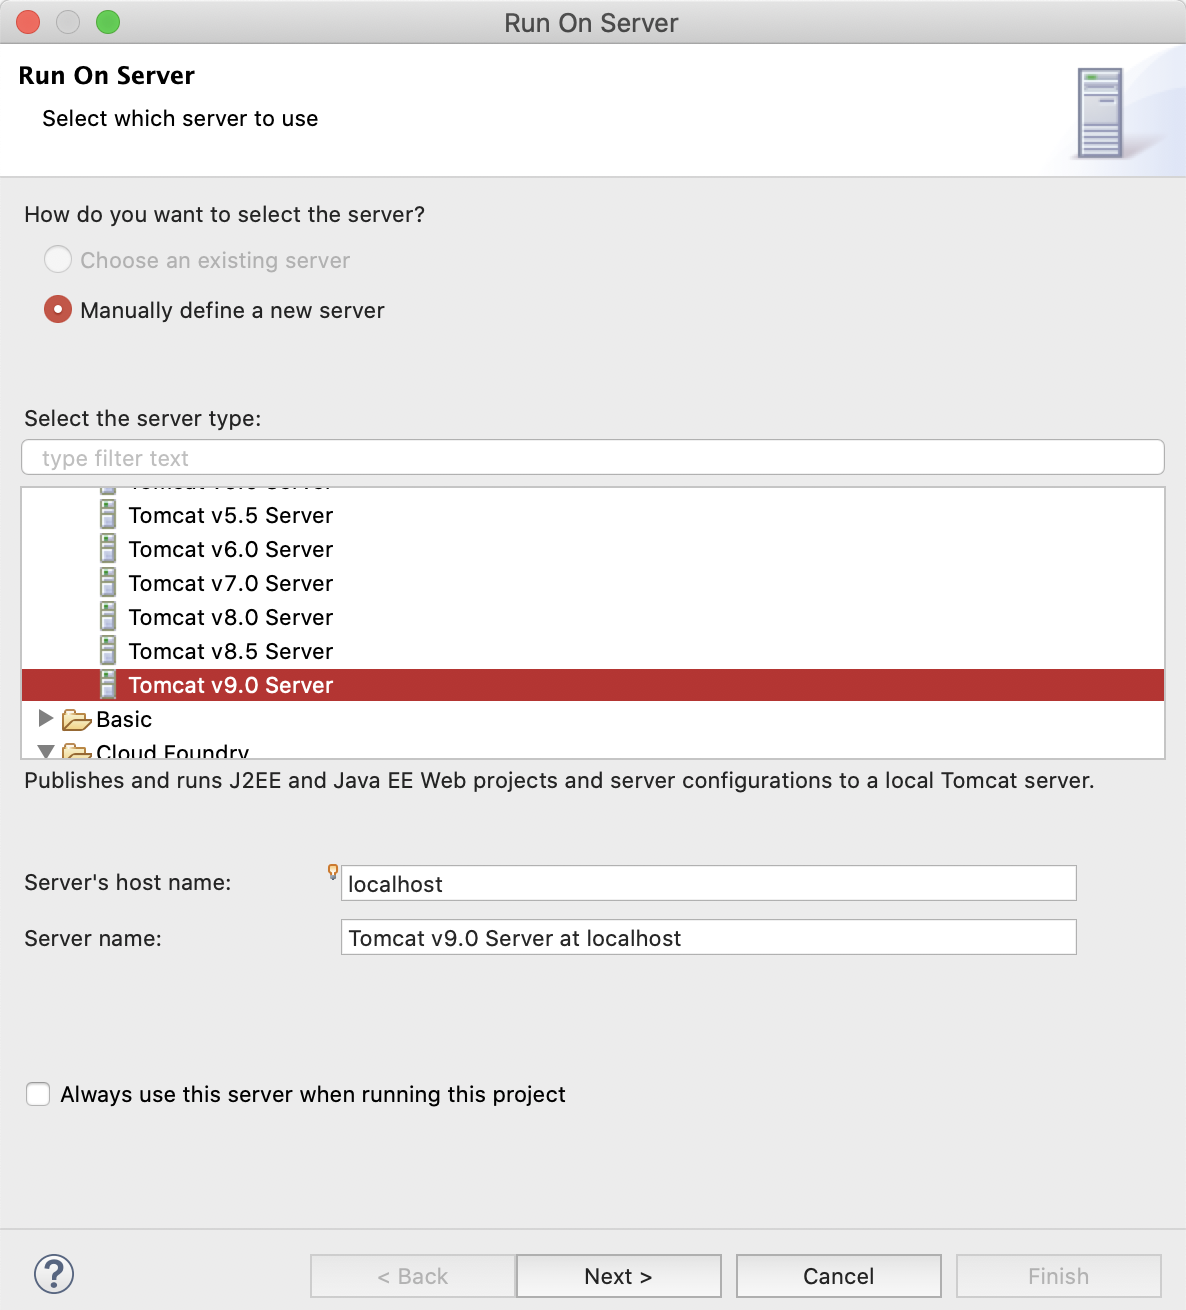 Run On Server
Run On Server
Select which server to use
How do you want to select the server?
Choose an existing server
Manually define a new server
Select the server type:
type filter text
Tomcat v5.5 Server
Tomcat v6.0 Server
Tomcat v7.0 Server
Tomcat v8.0 Server
Tomcat v8.5 Server
Tomcat v9.0 Server
Basic
Cloud Foundry
Publishes and runs J2EE and Java EE Web projects and server configurations to a local Tomcat server.
Server's host name: localhost
Server name: Tomcat v9.0 Server at localhost
Always use this server when running this project
? < Back Next > Cancel Finish